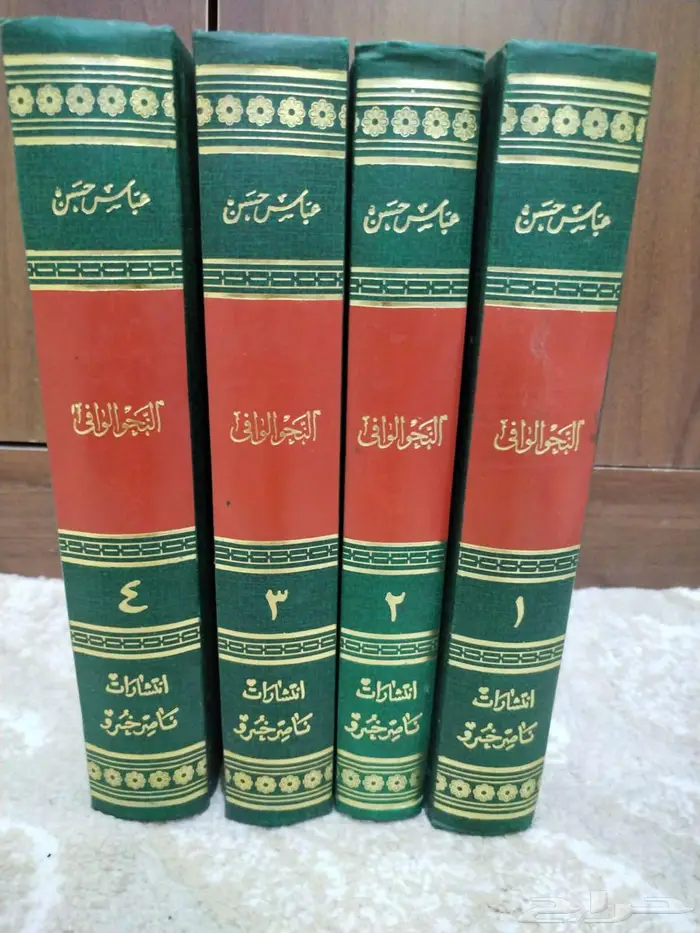 عباس حسن
النحو الوافي
١
انتشارات
ناصر خسرو
عباس حسن
النحو الوافي
٢
انتشارات
ناصر خسرو
عباس حسن
النحو الوافي
٣
انتشارات
ناصر خسرو
عباس حسن
النحو الوافي
٤
انتشارات
ناصر خسرو
حراج